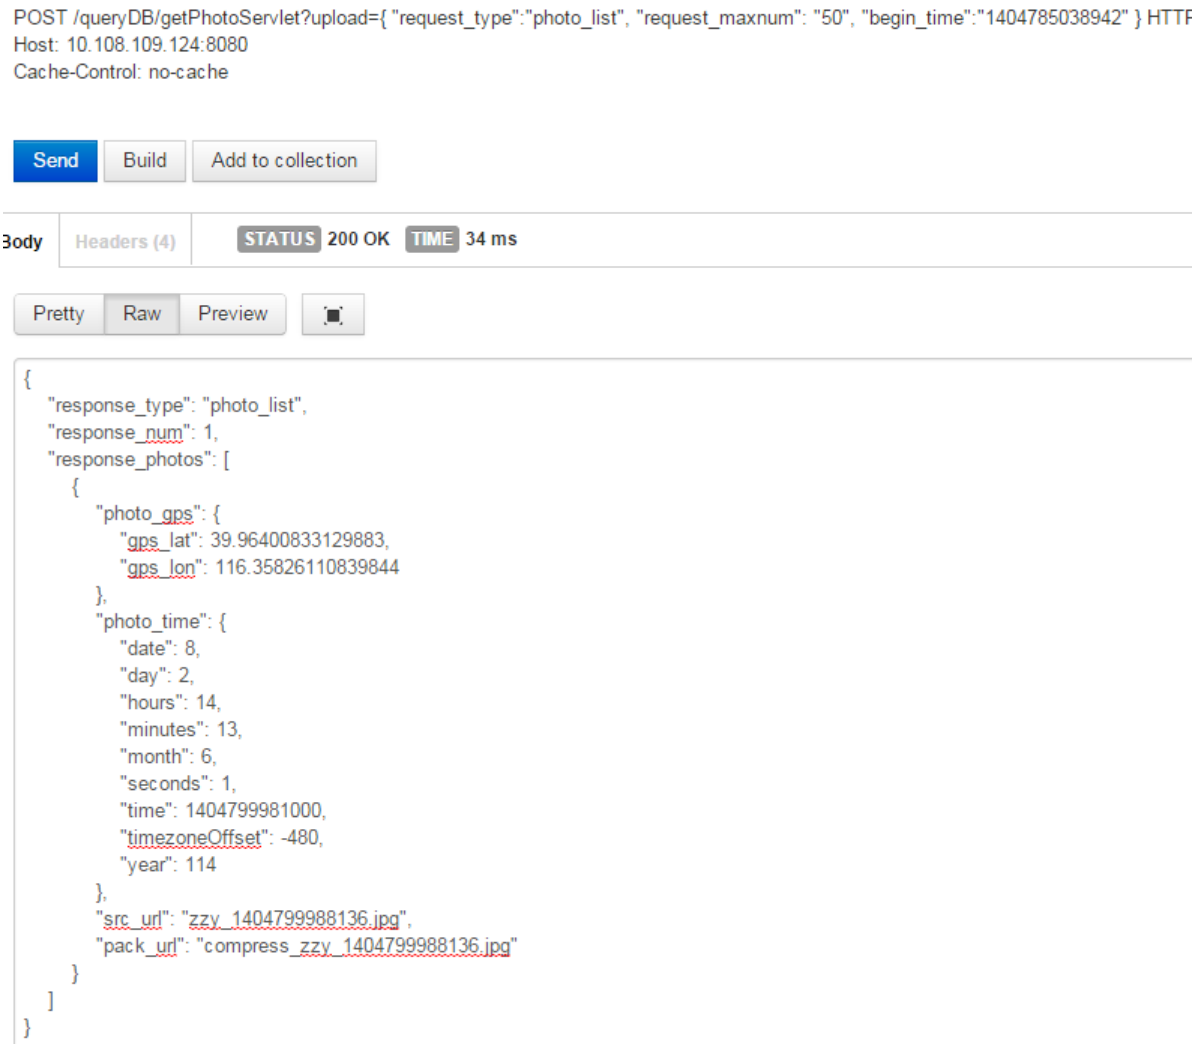 POST /queryDB/getPhotoServlet?upload={ "request_type":"photo_list", "request_maxnum": "50", "begin_time":"1404785038942" } HTTP
Host: 10.108.109.124:8080
Cache-Control: no-cache
Send Build Add to collection
Body Headers (4) STATUS 200 OK TIME 34 ms
Pretty Raw Preview
{
"response_type": "photo_list",
"response_num": 1,
"response_photos": [
{
"photo_gps": {
"gps_lat": 39.96400833129883,
"gps_lon": 116.35826110839844
},
"photo_time": {
"date": 8,
"day": 2,
"hours": 14,
"minutes": 13,
"month": 6,
"seconds": 1,
"time": 1404799981000,
"timezoneOffset": -480,
"year": 114
},
"src_url": "zzy_1404799988136.jpg",
"pack_url": "compress_zzy_1404799988136.jpg"
}
]
}